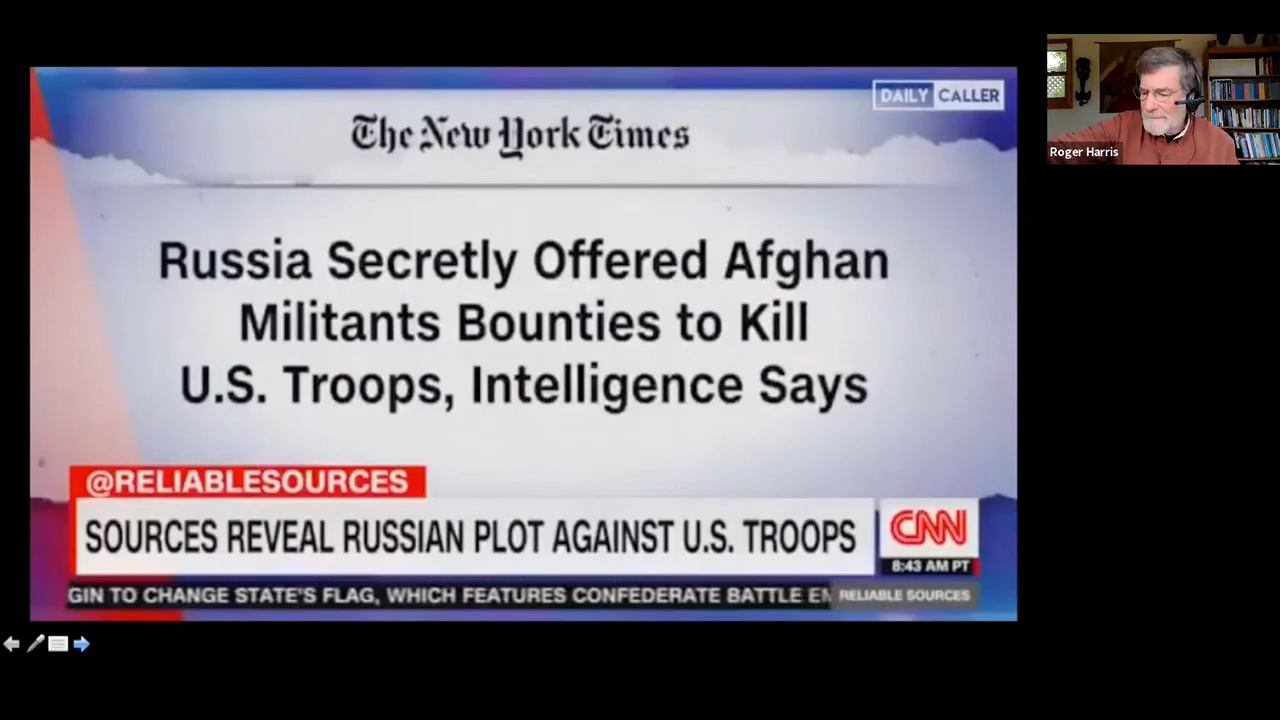 DAILY CALLER
The New York Times
Russia Secretly Offered Afghan
Militants Bounties to Kill
U.S. Troops, Intelligence Says
@RELIABLESOURCES
SOURCES REVEAL RUSSIAN PLOT AGAINST U.S. TROOPS
CNN
8:43 AM PT
GIN TO CHANGE STATE'S FLAG, WHICH FEATURES CONFEDERATE BATTLE
RELIABLE SOURCES
Roger Harris